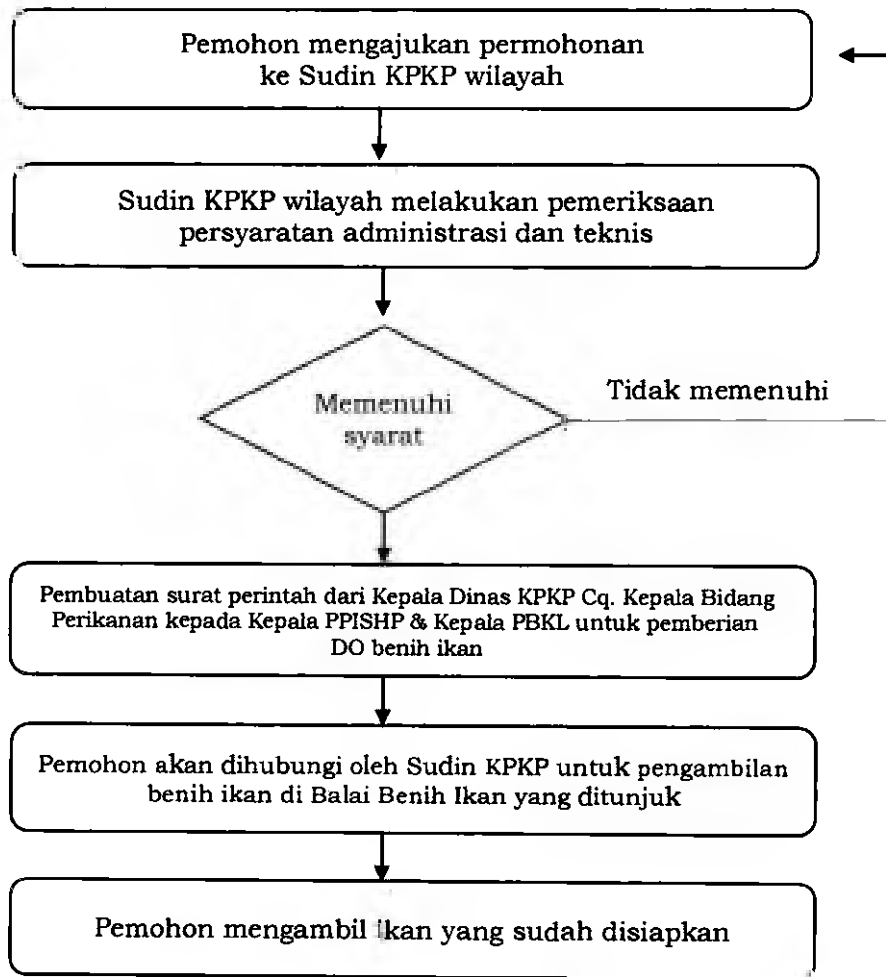 Pemohon mengajukan permohonan
ke Sudin KPKP wilayah
Sudin KPKP wilayah melakukan pemeriksaan
persyaratan administrasi dan teknis
Memenuhi
syarat
Tidak memenuhi
Pembuatan surat perintah dari Kepala Dinas KPKP Cq. Kepala Bidang
Perikanan kepada Kepala PPISHP & Kepala PBKL untuk pemberian
DO benih ikan
Pemohon akan dihubungi oleh Sudin KPKP untuk pengambilan
benih ikan di Balai Benih Ikan yang ditunjuk
Pemohon mengambil ikan yang sudah disiapkan